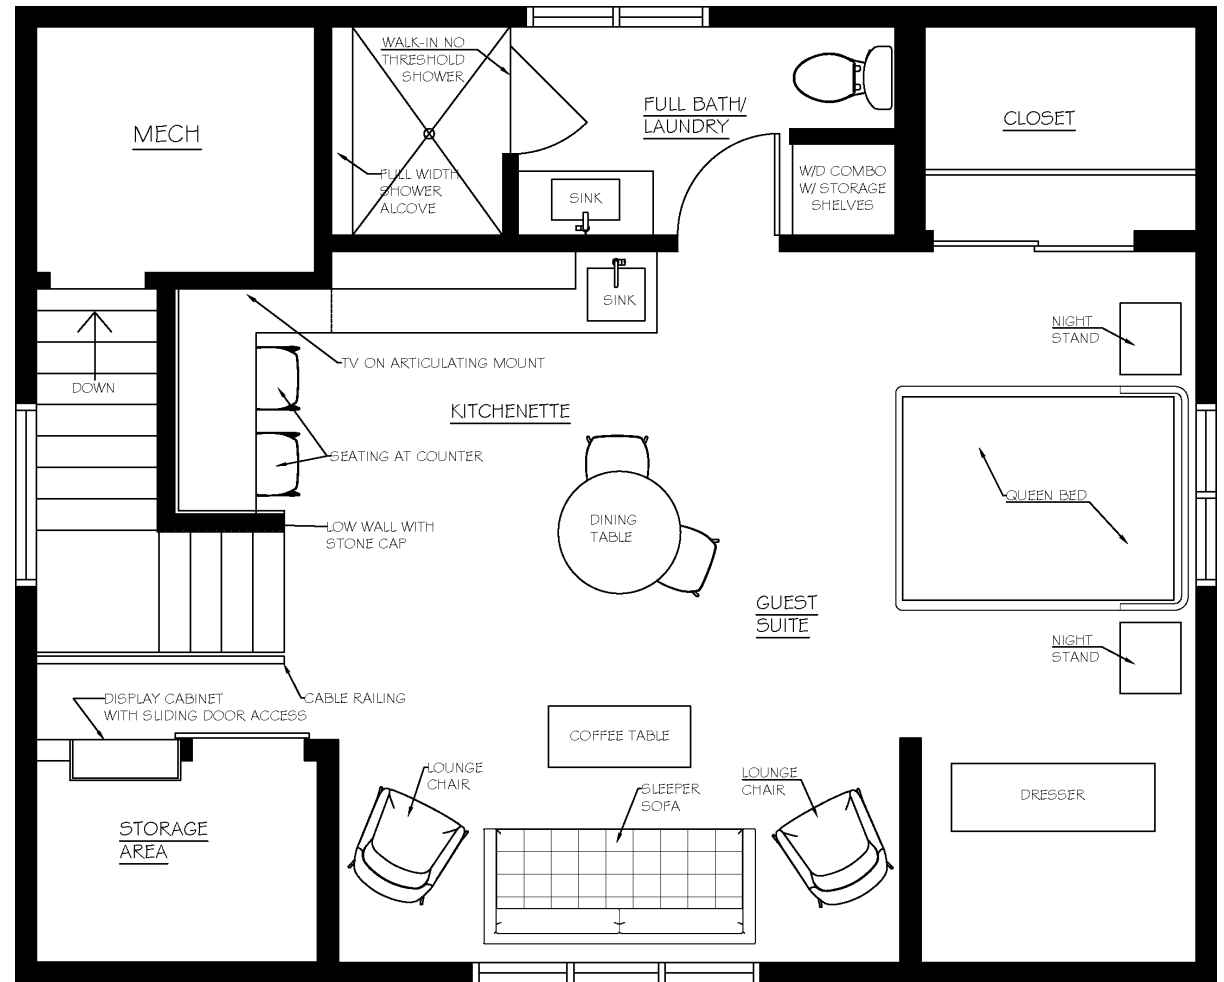 WALK-IN NO
THRESHOLD
SHOWER
FULL BATH/
LAUNDRY
CLOSET
MECH
FULL WIDTH
SHOWER
ALCOVE
SINK
W/D COMBO
W/ STORAGE
SHELVES
SINK
NIGHT
STAND
TV ON ARTICULATING MOUNT
DOWN
KITCHENETTE
SEATING AT COUNTER
QUEEN BED
LOW WALL WITH
STONE CAP
DINING
TABLE
GUEST
SUITE
NIGHT
STAND
DISPLAY CABINET
WITH SLIDING DOOR ACCESS
CABLE RAILING
COFFEE TABLE
LOUNGE
CHAIR
SLEEPER
SOFA
LOUNGE
CHAIR
DRESSER
STORAGE
AREA